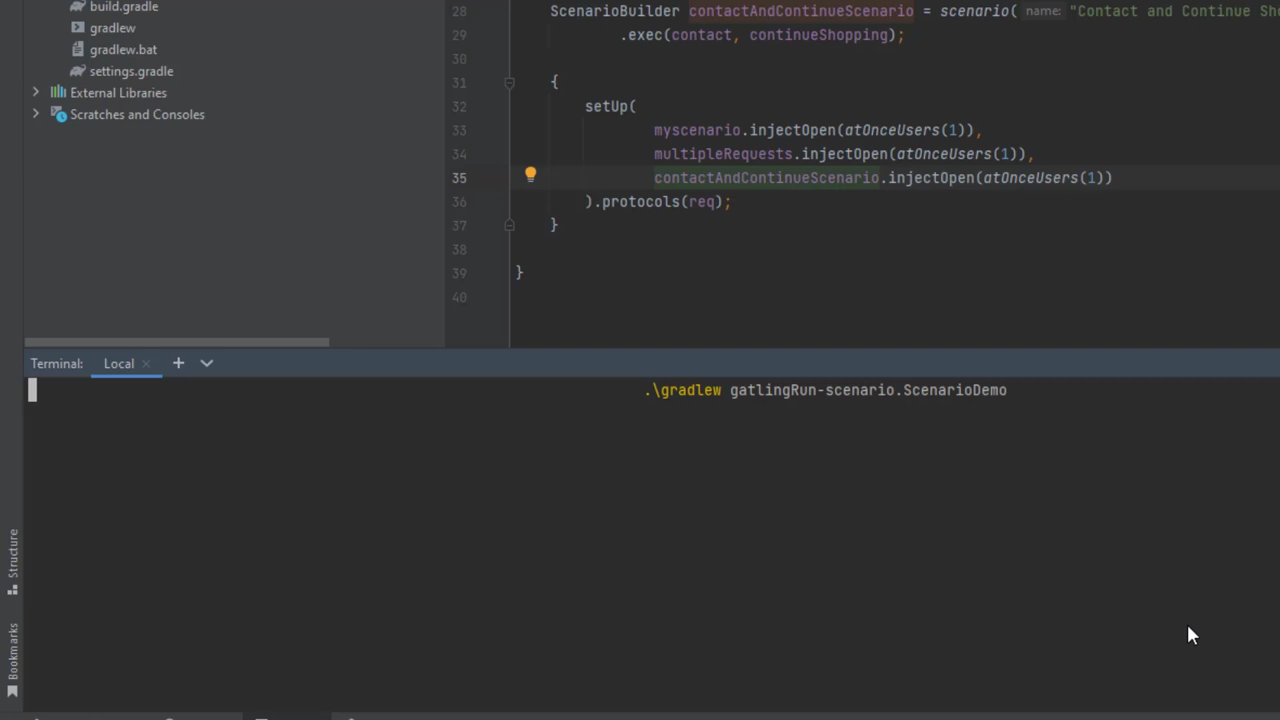 build.gradle
gradlew
gradlew.bat
settings.gradle
External Libraries
Scratches and Consoles
28 ScenarioBuilder contactAndContinueScenario = scenario( name: "Contact and Continue Sh
29 .exec(contact, continueShopping);
30
31 {
32 setUp(
33 myscenario.injectOpen(atOnceUsers(1)),
34 multipleRequests.injectOpen(atOnceUsers(1)),
35 contactAndContinueScenario.injectOpen(atOnceUsers(1))
36 ).protocols(req);
37 }
38
39 }
40
Terminal: Local
.\gradlew gatlingRun-scenario.ScenarioDemo
Structure
Bookmarks